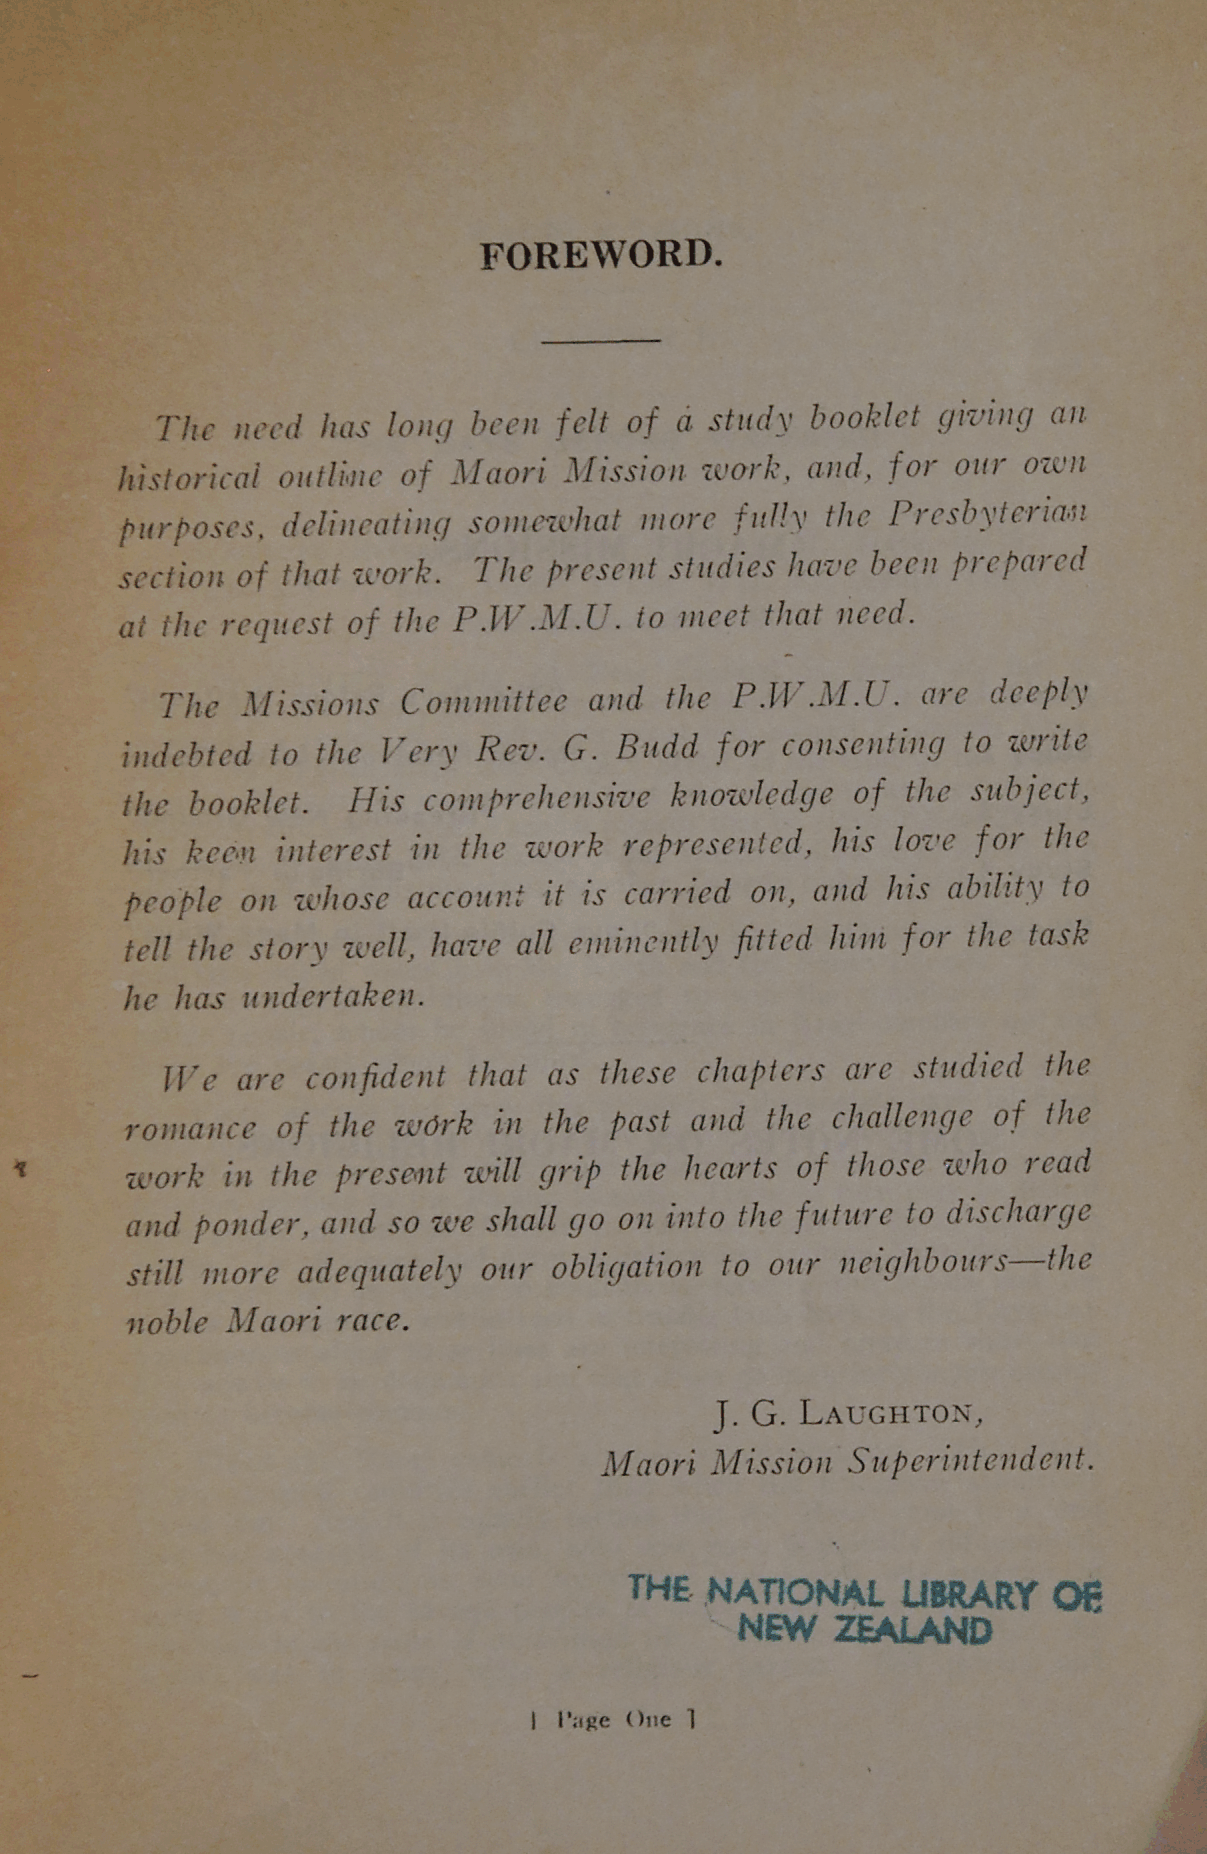 FOREWORD.
The need has long been felt of a study booklet giving an
historical outline of Maori Mission work, and, for our own
purposes, delineating somewhat more fully the Presbyterian
section of that work. The present studies have been prepared
at the request of the P.W.M.U. to meet that need.
The Missions Committee and the P.W.M.U. are deeply
indebted to the Very Rev. G. Budd for consenting to write
the booklet. His comprehensive knowledge of the subject,
his keen interest in the work represented, his love for the
people on whose account it is carried on, and his ability to
tell the story well, have all eminently fitted him for the task
he has undertaken.
We are confident that as these chapters are studied the
romance of the work in the past and the challenge of the
work in the present will grip the hearts of those who read
and ponder, and so we shall go on into the future to discharge
still more adequately our obligation to our neighbours—the
noble Maori race.
J. G. LAUGHTON,
Maori Mission Superintendent.
THE NATIONAL LIBRARY OF
NEW ZEALAND
[ Page One ]